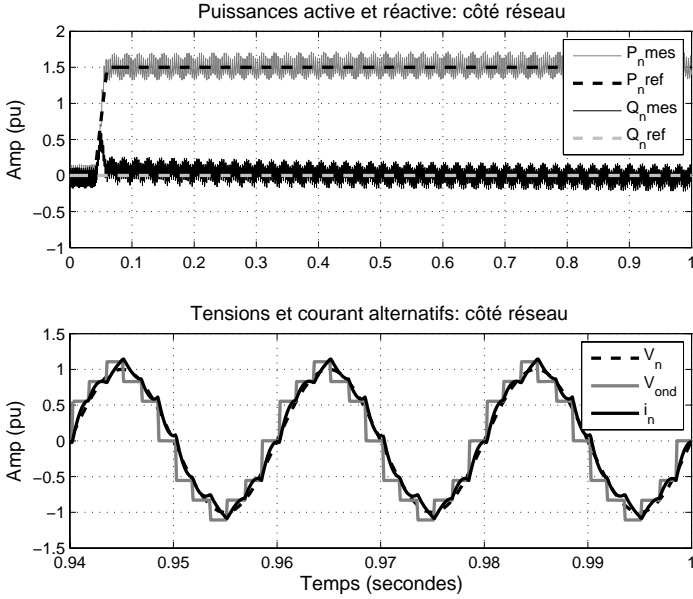 Puissances active et réactive: côté réseau
Amp (pu)
2
1.5
1
0.5
0
−0.5
−1
0 0.1 0.2 0.3 0.4 0.5 0.6 0.7 0.8 0.9 1
P_n mes
P_n ref
Q_n mes
Q_n ref
Tensions et courant alternatifs: côté réseau
Amp (pu)
1.5
1
0.5
0
−0.5
−1
−1.5
0.94 0.95 0.96 0.97 0.98 0.99 1
V_n
V_ond
i_n
Temps (secondes)